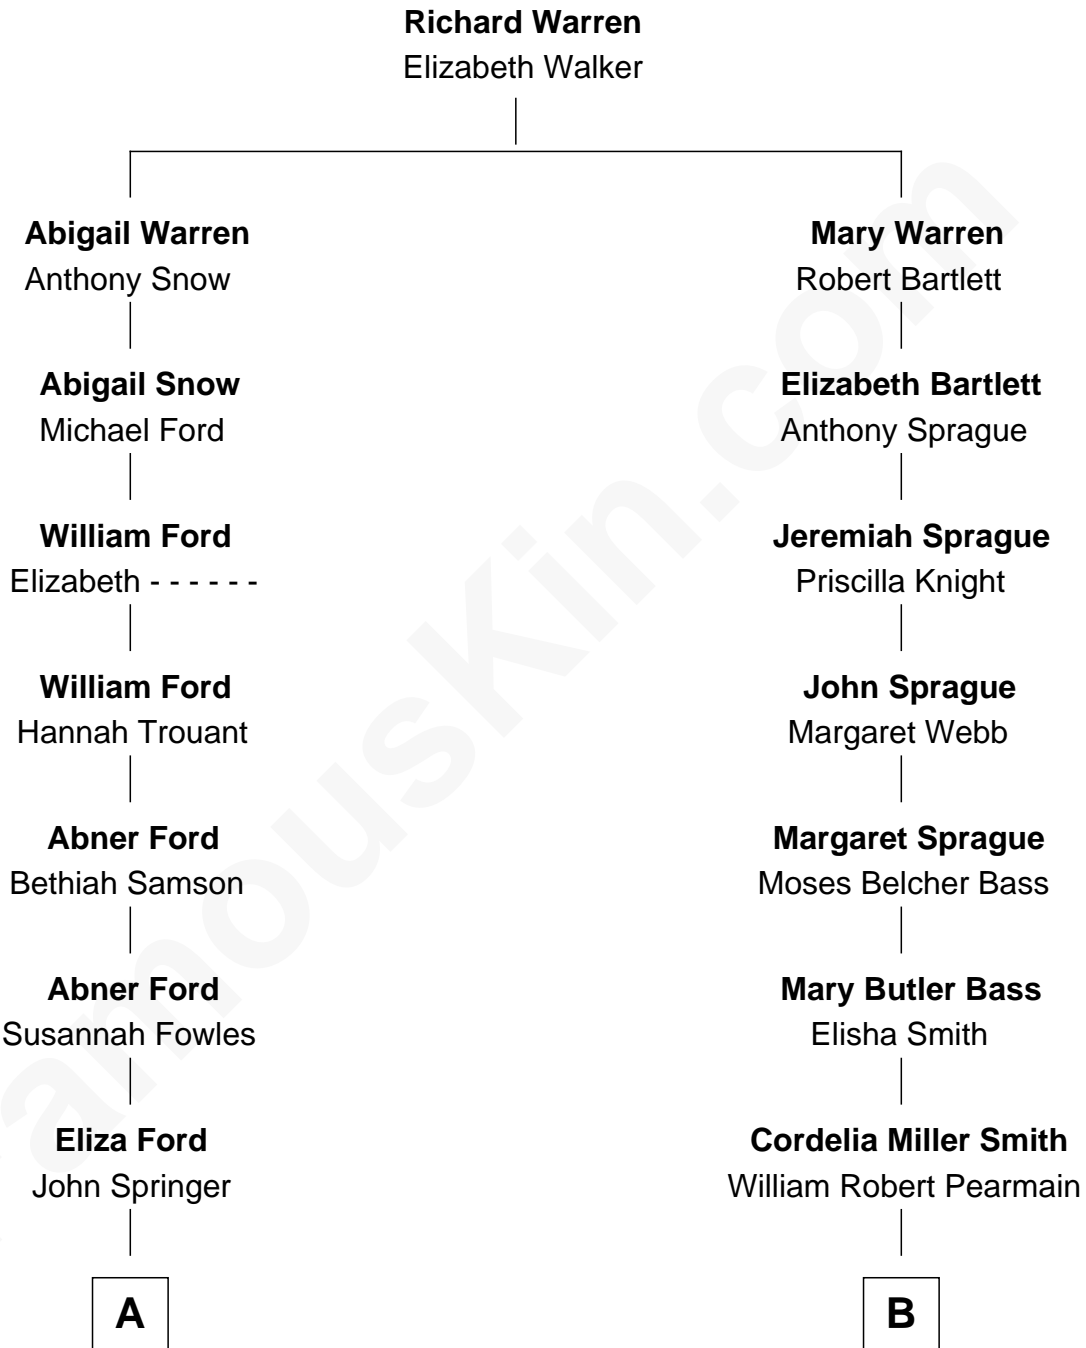 Richard Warren
Elizabeth Walker
Abigail Warren
Anthony Snow
Mary Warren
Robert Bartlett
Abigail Snow
Michael Ford
Elizabeth Bartlett
Anthony Sprague
William Ford
Elizabeth - - - - - -
Jeremiah Sprague
Priscilla Knight
William Ford
Hannah Trouant
John Sprague
Margaret Webb
Abner Ford
Bethiah Samson
Margaret Sprague
Moses Belcher Bass
Abner Ford
Susannah Fowles
Mary Butler Bass
Elisha Smith
Eliza Ford
John Springer
Cordelia Miller Smith
William Robert Pearmain
A
B
amouskin.com